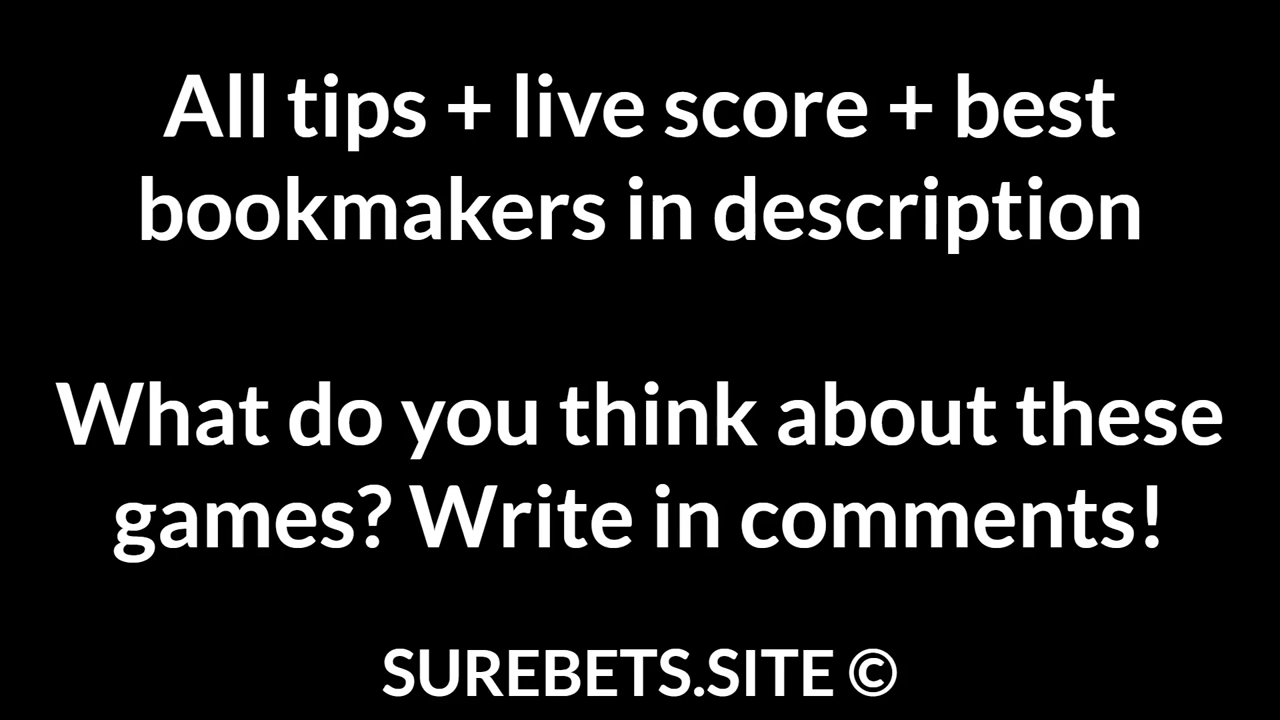 All tips + live score + best
bookmakers in description
What do you think about these
games? Write in comments!
SUREBETS.SITE ©